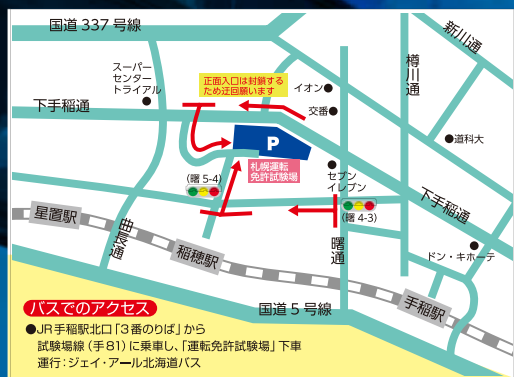 国道337号線
新川通
スーパー
センター
トライアル
正面入口は封鎖する
ため迂回願います
イオン
樽川通
下手稲通
交番
道科大
P
札幌運転
免許試験場
(曙 5-4)
セブン
イレブン
下手稲通
(曙 4-3)
星置駅
曲長通
稲穂駅
曙通
ドン・キホーテ
手稲駅
バスでのアクセス
国道5号線
●JR手稲駅北口「3番のりば」から
試験場線(手81)に乗車し、「運転免許試験場」下車
運行:ジェイ・アール北海道バス